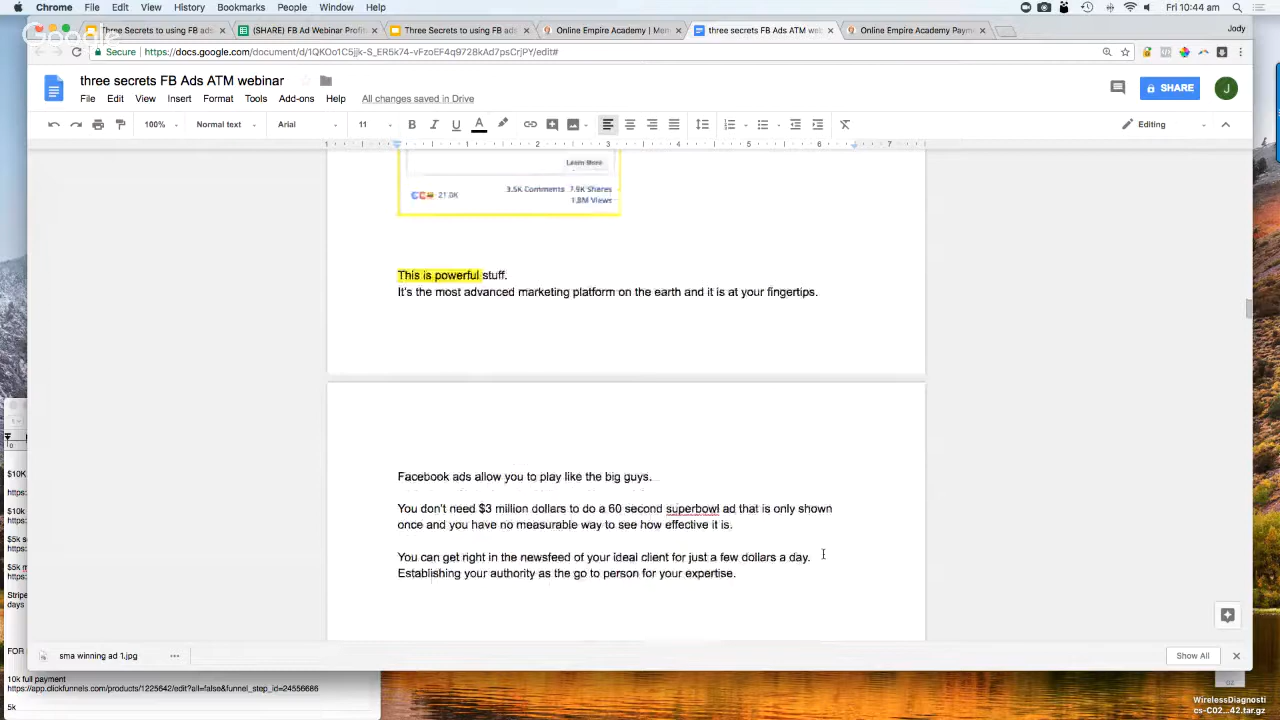 Chrome File Edit View History Bookmarks People Window Help
Fri 10:44 am
Three Secrets to using FB ads
(SHARE) FB Ad Webinar Profit
Three Secrets to using FB ads
Online Empire Academy | Mem
three secrets FB Ads ATM web
Online Empire Academy Paym
Jody
Secure https://docs.google.com/document/d/1QKOo1C5jjk-S_ER5k74-vFzoEF4q9728kAd7psCrjPY/edit#
three secrets FB Ads ATM webinar
File Edit View Insert Format Tools Add-ons Help All changes saved in Drive
SHARE
J
100% Normal text Arial 11 Editing
1 1 2 3 4 5 6 7
Learn More
21.0K 3.5K Comments 7.9K Shares
1.8M Views
This is powerful stuff.
It's the most advanced marketing platform on the earth and it is at your fingertips.
Facebook ads allow you to play like the big guys.
You don't need $3 million dollars to do a 60 second superbowl ad that is only shown
once and you have no measurable way to see how effective it is.
You can get right in the newsfeed of your ideal client for just a few dollars a day.
Establishing your authority as the go to person for your expertise.
0
$10K
https:
$10k
https:
$5k s
https:
$5k m
https:
Stripe
days
FOR
sma winning ad 1.jpg
Show All
10k full payment
https://app.clickfunnels.com/products/1225642/edit?all=false&funnel_step_id=24556686
5k
WirelessDiagnosti
cs-C02...42.tar.gz